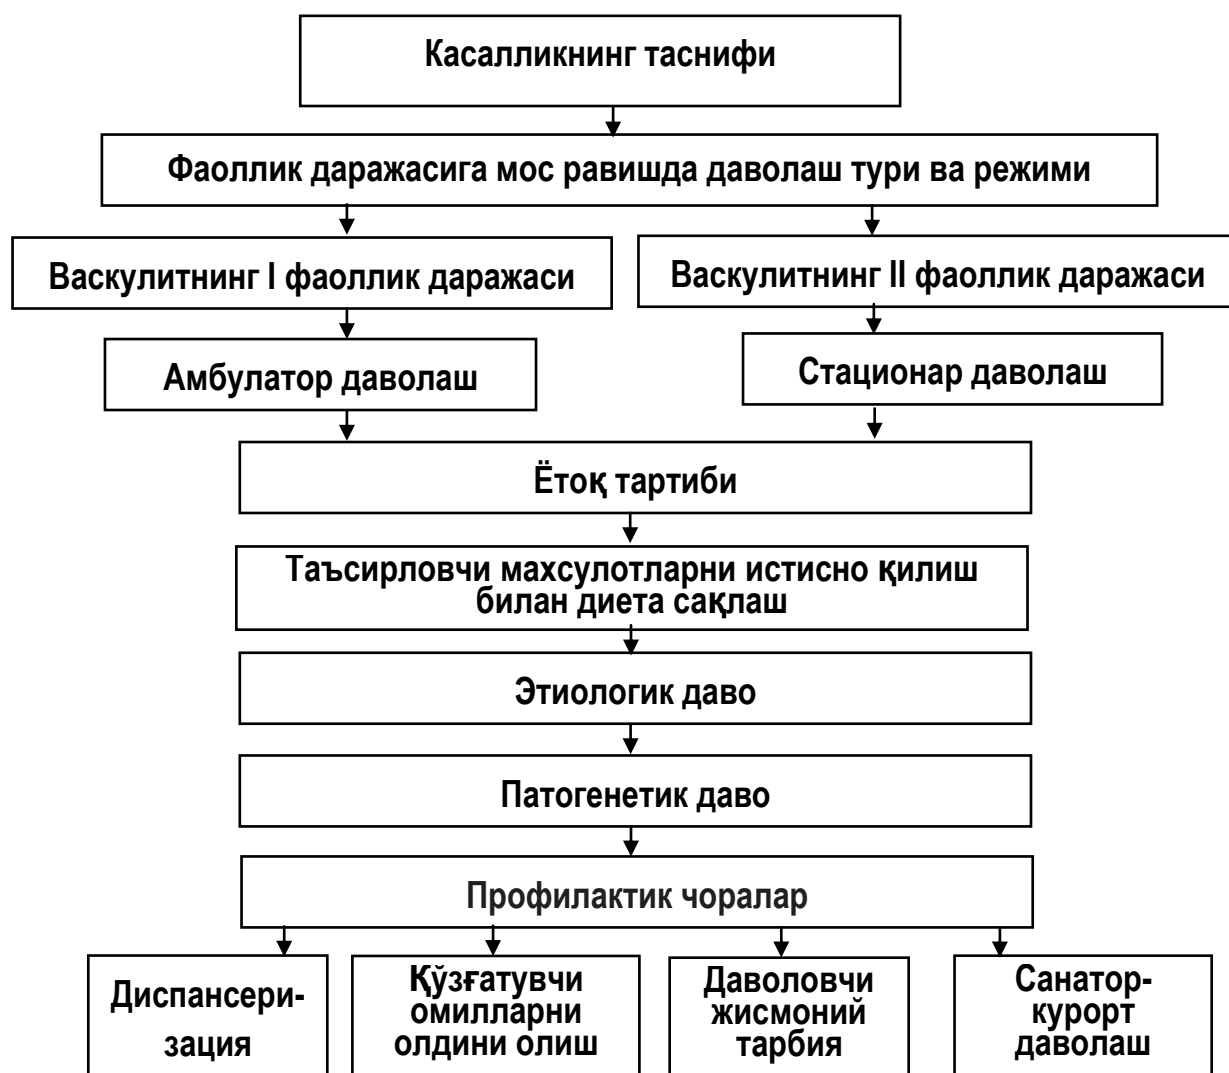 Касалликнинг таснифи
Фаоллик даражасига мос равишда даволаш тури ва режими
Васкулитнинг I фаоллик даражаси
Васкулитнинг II фаоллик даражаси
Амбулатор даволаш
Стационар даволаш
Ётоқ тартиби
Таъсирловчи махсулотларни истисно қилиш
билан диета сақлаш
Этиологик даво
Патогенетик даво
Профилактик чоралар
Диспансери-
зация
Қўзғатувчи
омилларни
олдини олиш
Даволовчи
жисмоний
тарбия
Санатор-
курорт
даволаш